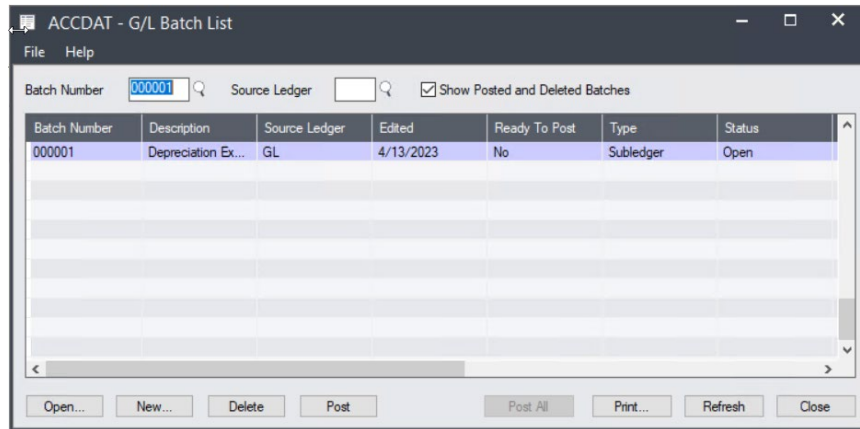 ACCDAT - G/L Batch List
File Help
Batch Number 000001 Source Ledger Show Posted and Deleted Batches
Batch Number Description Source Ledger Edited Ready To Post Type Status
000001 Depreciation Ex... GL 4/13/2023 No Subledger Open
Open... New... Delete Post Post All Print... Refresh Close